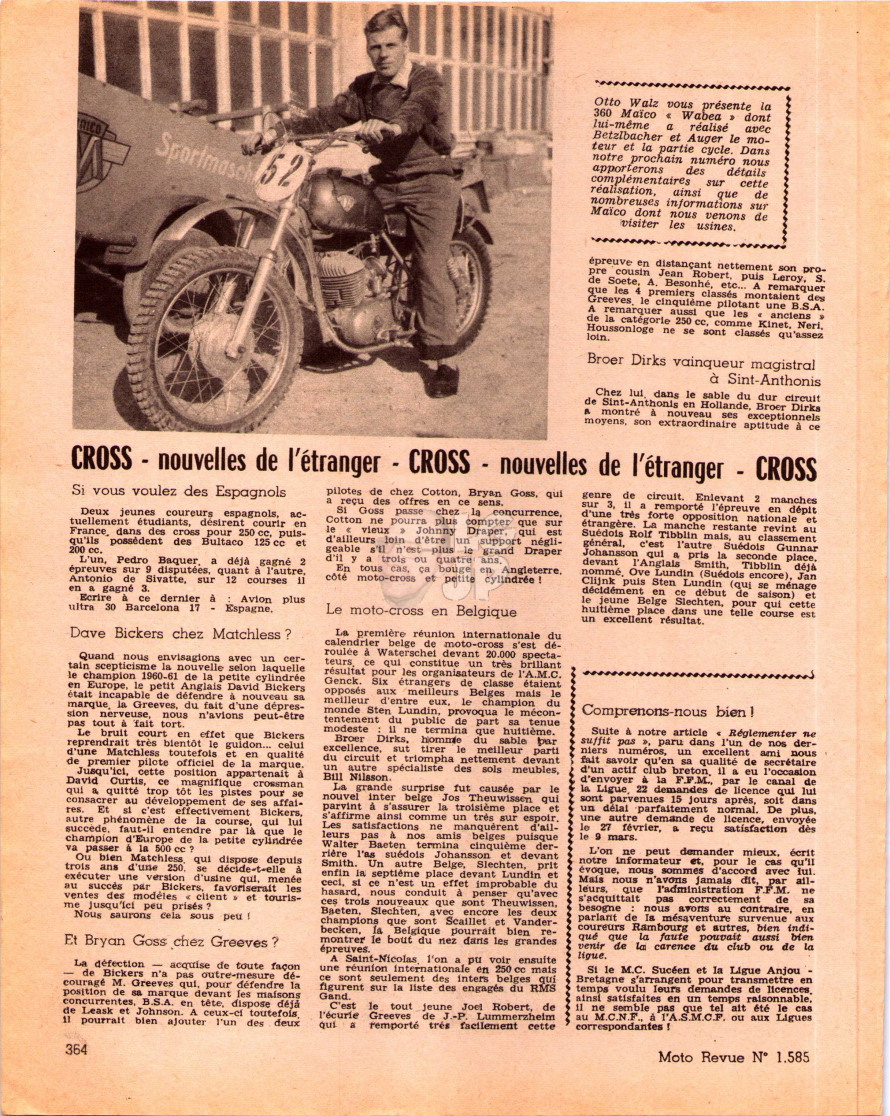 Sportmasch
52
Otto Walz vous présente la
360 Maïco « Wabea » dont
lui-même a réalisé avec
Betzlbacher et Auger le mo-
teur et la partie cycle. Dans
notre prochain numéro nous
apporterons des détails
complémentaires sur cette
réalisation, ainsi que de
nombreuses informations sur
Maïco dont nous venons de
visiter les usines.
CROSS - nouvelles de l'étranger - CROSS - nouvelles de l'étranger - CROSS
Si vous voulez des Espagnols
Deux jeunes coureurs espagnols, ac-
tuellement étudiants, désirent courir en
France, dans des cross pour 250 cc, puis-
qu'ils possèdent des Bultaco 125 cc et
200 cc.
L'un, Pedro Baquer, a déjà gagné 2
épreuves sur 9 disputées, quant à l'autre,
Antonio de Sivatte, sur 12 courses il
en a gagné 3.
Ecrire à ce dernier à : Avion plus
ultra 30 Barcelona 17 - Espagne.
Dave Bickers chez Matchless ?
Quand nous envisagions avec un cer-
tain scepticisme la nouvelle selon laquelle
le champion 1960-61 de la petite cylindrée
en Europe, le petit Anglais David Bickers
était incapable de défendre à nouveau sa
marque, la Greeves, du fait d'une dépres-
sion nerveuse, nous n'avions peut-être
pas tout à fait tort.
Le bruit court en effet que Bickers
reprendrait très bientôt le guidon... celui
d'une Matchless toutefois et en qualité
de premier pilote officiel de la marque.
Jusqu'ici, cette position appartenait à
David Curtis, ce magnifique crossman
qui a quitté trop tôt les pistes pour se
consacrer au développement de ses affai-
res. Et si c'est effectivement Bickers,
autre phénomène de la course, qui lui
succède, faut-il entendre par là que le
champion d'Europe de la petite cylindrée
va passer à la 500 cc ?
Ou bien Matchless, qui dispose depuis
trois ans d'une 250, se décide-t-elle à
exécuter une version d'usine qui, menée
au succès par Bickers, favoriserait les
ventes des modèles « client » et touris-
me jusqu'ici peu prisés ?
Nous saurons cela sous peu !
Et Bryan Goss chez Greeves ?
La défection — acquise de toute façon
— de Bickers n'a pas outre-mesure dé-
couragé M. Greeves qui, pour défendre la
position de sa marque devant les maisons
concurrentes, B.S.A. en tête, dispose déjà
de Leask et Johnson. A ceux-ci toutefois
il pourrait bien ajouter l'un des deux
pilotes de chez Cotton, Bryan Goss, qui
a reçu des offres en ce sens.
Si Goss passe chez la concurrence,
Cotton ne pourra plus compter que sur
le « vieux » Johnny Draper, qui est
d'ailleurs loin d'être un support négli-
geable s'il n'est plus le grand Draper
d'il y a trois ou quatre ans.
En tous cas, ça bouge en Angleterre,
côté moto-cross et petite cylindrée !
Le moto-cross en Belgique
La première réunion internationale du
calendrier belge de moto-cross s'est dé-
roulée à Waterschel devant 20.000 specta-
teurs, ce qui constitue un très brillant
résultat pour les organisateurs de l'A.M.C.
Genck. Six étrangers de classe étaient
opposés aux meilleurs Belges mais le
meilleur d'entre eux, le champion du
monde Sten Lundin, provoqua le mécon-
tentement du public de part sa tenue
modeste : il ne termina que huitième.
Broer Dirks, homme du sable par
excellence, sut tirer le meilleur parti
du circuit et triompha nettement devant
un autre spécialiste des sols meubles,
Bill Nilsson.
La grande surprise fut causée par le
nouvel inter belge Jos Theuwissen qui
parvint à s'assurer la troisième place et
s'affirme ainsi comme un très sur espoir.
Les satisfactions ne manquèrent d'ail-
leurs pas à nos amis belges puisque
Walter Baeten termina cinquième der-
rière l'as suédois Johansson et devant
Smith. Un autre Belge, Slechten, prit
enfin la septième place devant Lundin et
ceci, si ce n'est un effet improbable du
hasard, nous conduit à penser qu'avec
ces trois nouveaux que sont Theuwissen,
Baeten, Slechten, avec encore les deux
champions que sont Scaillet et Vander-
becken, la Belgique pourrait bien re-
montrer le bout du nez dans les grandes
épreuves.
A Saint-Nicolas, l'on a pu voir ensuite
une réunion internationale en 250 cc mais
ce sont seulement des inters belges qui
figurent sur la liste des engagés du RMS
Gand.
C'est le tout jeune Joel Robert, de
l'écurie Greeves de J.-P. Lummerzheim
qui a remporté très facilement cette
épreuve en distançant nettement son pro-
pre cousin Jean Robert, puis Leroy, S.
de Soete, A. Besonhé, etc... A remarquer
que les 4 premiers classés montaient des
Greeves, le cinquième pilotant une B.S.A.
A remarquer aussi que les « anciens »
de la catégorie 250 cc, comme Kinet, Neri,
Houssonloge ne se sont classés qu'assez
loin.
Broer Dirks vainqueur magistral
à Sint-Anthonis
Chez lui, dans le sable du dur circuit
de Sint-Anthonis en Hollande, Broer Dirks
a montré à nouveau ses exceptionnels
moyens, son extraordinaire aptitude à ce
genre de circuit. Enlevant 2 manches
sur 3, il a remporté l'épreuve en dépit
d'une très forte opposition nationale et
étrangère. La manche restante revint au
Suédois Rolf Tibblin mais, au classement
général, c'est l'autre Suédois Gunnar
Johansson qui a pris la seconde place,
devant l'Anglais Smith, Tibblin déjà
nommé, Ove Lundin (Suédois encore), Jan
Clijnk puis Sten Lundin (qui se ménage
décidément en ce début de saison) et
le jeune Belge Slechten, pour qui cette
huitième place dans une telle course est
un excellent résultat.
Comprenons-nous bien !
Suite à notre article « Réglementer ne
suffit pas », paru dans l'un de nos der-
niers numéros, un excellent ami nous
fait savoir qu'en sa qualité de secrétaire
d'un actif club breton, il a eu l'occasion
d'envoyer à la F.F.M., par le canal de
la Ligue, 22 demandes de licence qui lui
sont parvenues 15 jours après, soit dans
un délai parfaitement normal. De plus,
une autre demande de licence, envoyée
le 27 février, a reçu satisfaction dès
le 9 mars.
L'on ne peut demander mieux, écrit
notre informateur et, pour le cas qu'il
évoque, nous sommes d'accord avec lui.
Mais nous n'avons jamais dit, par ail-
leurs, que l'administration F.F.M. ne
s'acquittait pas correctement de sa
besogne : nous avons au contraire, en
parlant de la mésaventure survenue aux
coureurs Rambourg et autres, bien indi-
qué que la faute pouvait aussi bien
venir de la carence du club ou de la
ligue.
Si le M.C. Sucéen et la Ligue Anjou -
Bretagne s'arrangent pour transmettre en
temps voulu leurs demandes de licences,
ainsi satisfaites en un temps raisonnable,
il ne semble pas que tel ait été le cas
au M.C.N.F., à l'A.S.M.C.F. ou aux Ligues
correspondantes !
364
Moto Revue N° 1.585